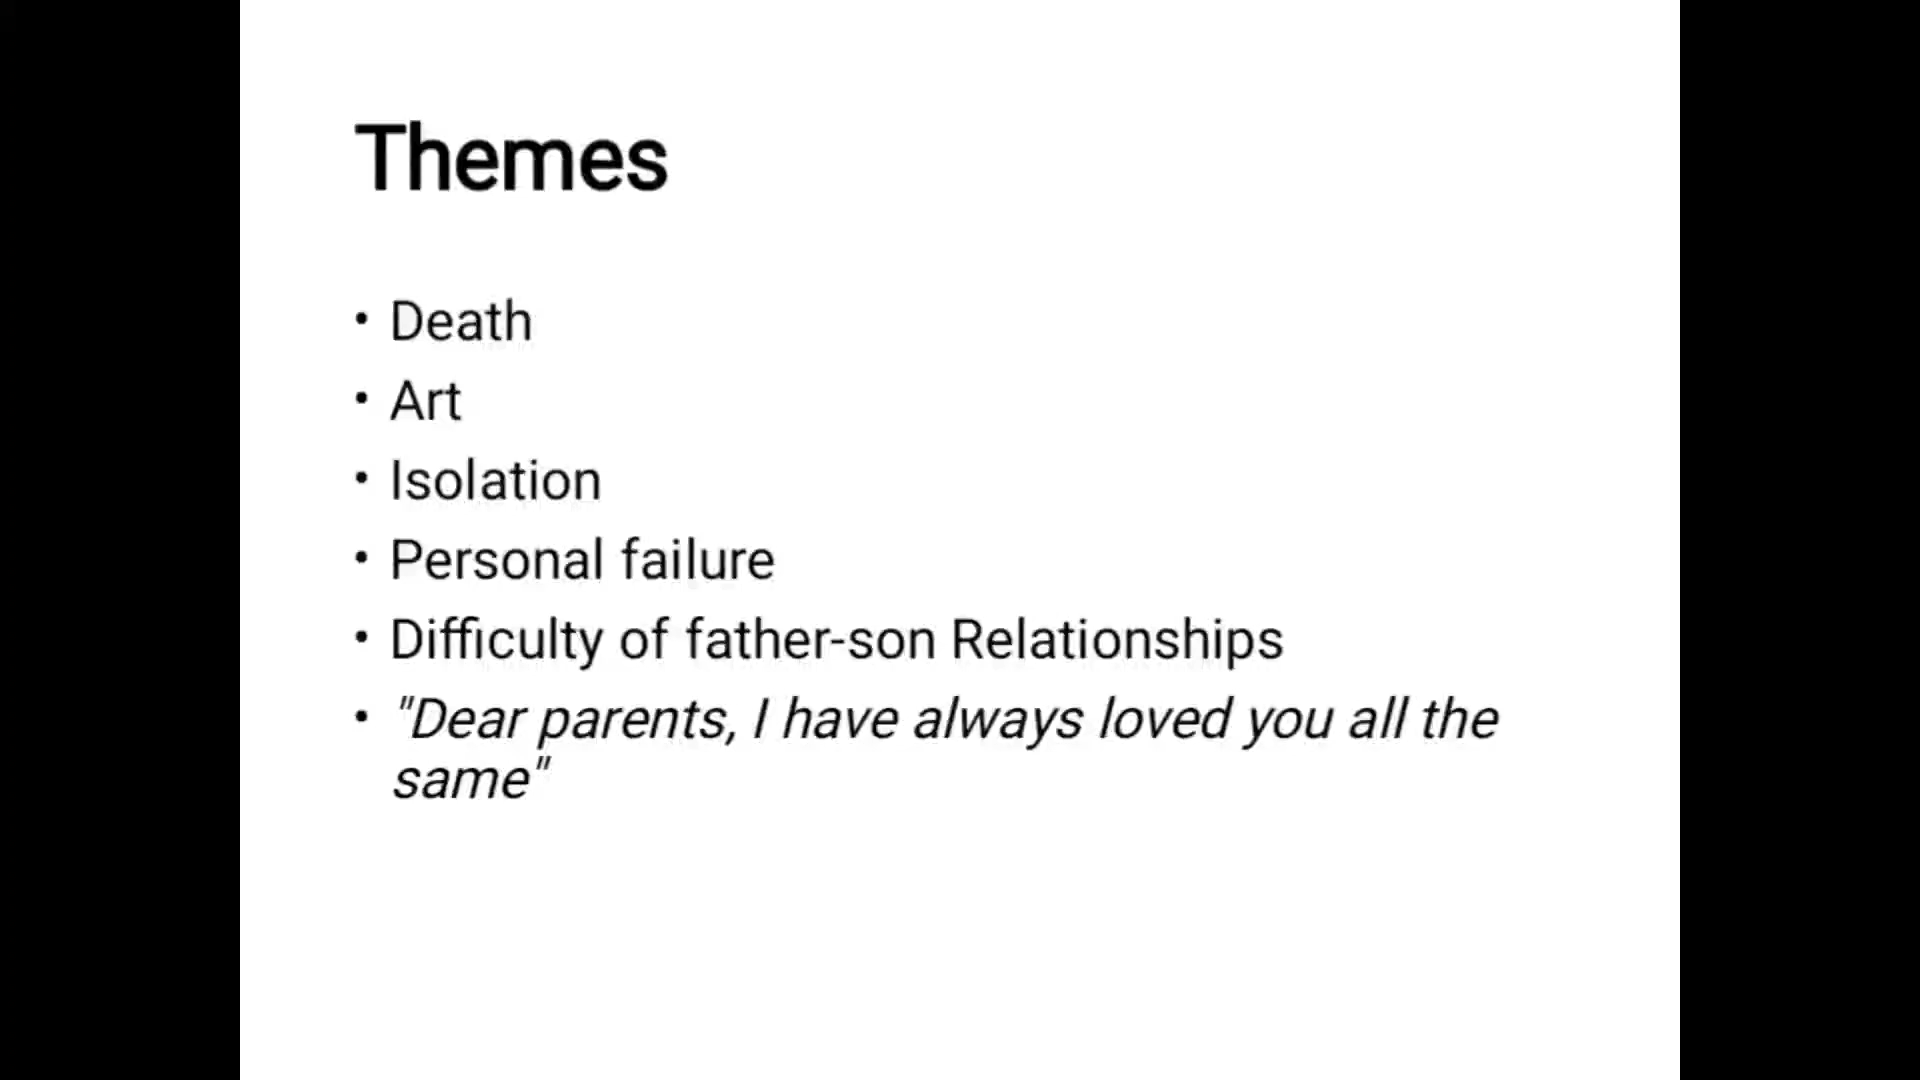 Themes
• Death
• Art
• Isolation
• Personal failure
• Difficulty of father-son Relationships
• "Dear parents, I have always loved you all the
same"